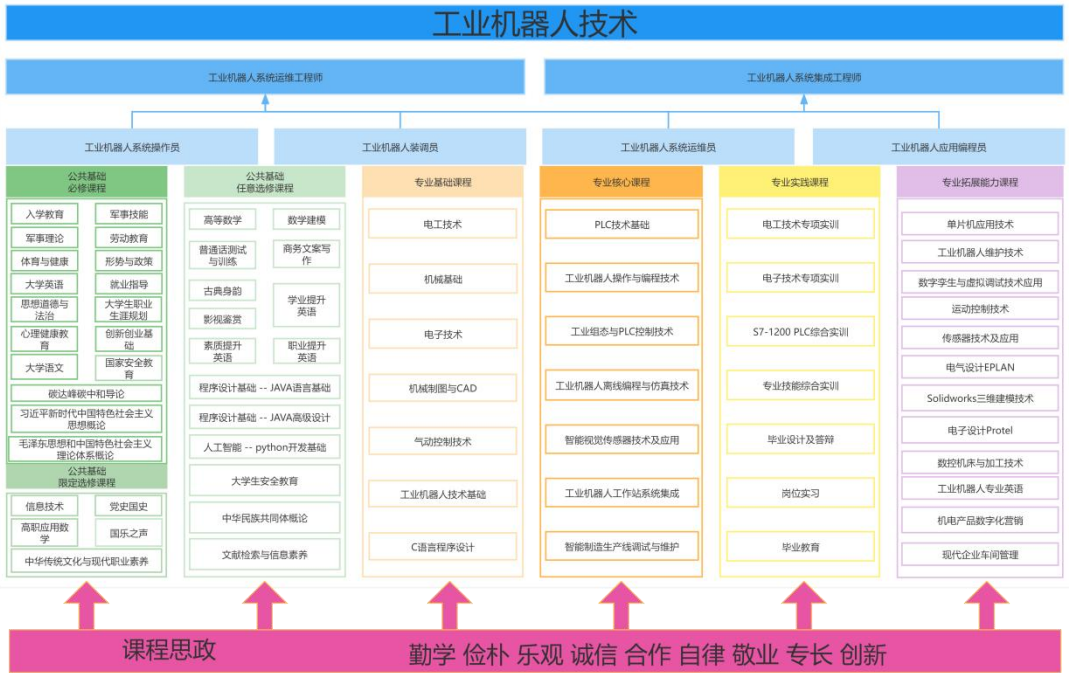 工业机器人技术
工业机器人系统运维工程师
工业机器人系统集成工程师
工业机器人系统操作员
工业机器人装调员
工业机器人系统运维员
工业机器人应用编程员
公共基础
必修课程
入学教育
军事技能
军事理论
劳动教育
体育与健康
形势与政策
大学英语
就业指导
思想道德与
法治
大学生职业
生涯规划
心理健康教
育
创新创业基
础
大学语文
国家安全教
育
碳达峰碳中和导论
习近平新时代中国特色社会主义
思想概论
毛泽东思想和中国特色社会主义
理论体系概论
公共基础
限定选修课程
信息技术
党史国史
高职应用数
学
国乐之声
中华传统文化与现代职业素养
公共基础
任意选修课程
高等数学
数学建模
普通话测试
与训练
商务文案写
作
古典身韵
学业提升
英语
影视鉴赏
素质提升
英语
职业提升
英语
程序设计基础 -- JAVA语言基础
程序设计基础 -- JAVA高级设计
人工智能 -- python开发基础
大学生安全教育
中华民族共同体概论
文献检索与信息素养
专业基础课程
电工技术
机械基础
电子技术
机械制图与CAD
气动控制技术
工业机器人技术基础
C语言程序设计
专业核心课程
PLC技术基础
工业机器人操作与编程技术
工业组态与PLC控制技术
工业机器人离线编程与仿真技术
智能视觉传感器技术及应用
工业机器人工作站系统集成
智能制造生产线调试与维护
专业实践课程
电工技术专项实训
电子技术专项实训
S7-1200 PLC综合实训
专业技能综合实训
毕业设计及答辩
岗位实习
毕业教育
专业拓展能力课程
单片机应用技术
工业机器人维护技术
数字孪生与虚拟调试技术应用
运动控制技术
传感器技术及应用
电气设计EPLAN
Solidworks三维建模技术
电子设计Protel
数控机床与加工技术
工业机器人专业英语
机电产品数字化营销
现代企业车间管理
课程思政
勤学 俭朴 乐观 诚信 合作 自律 敬业 专长 创新